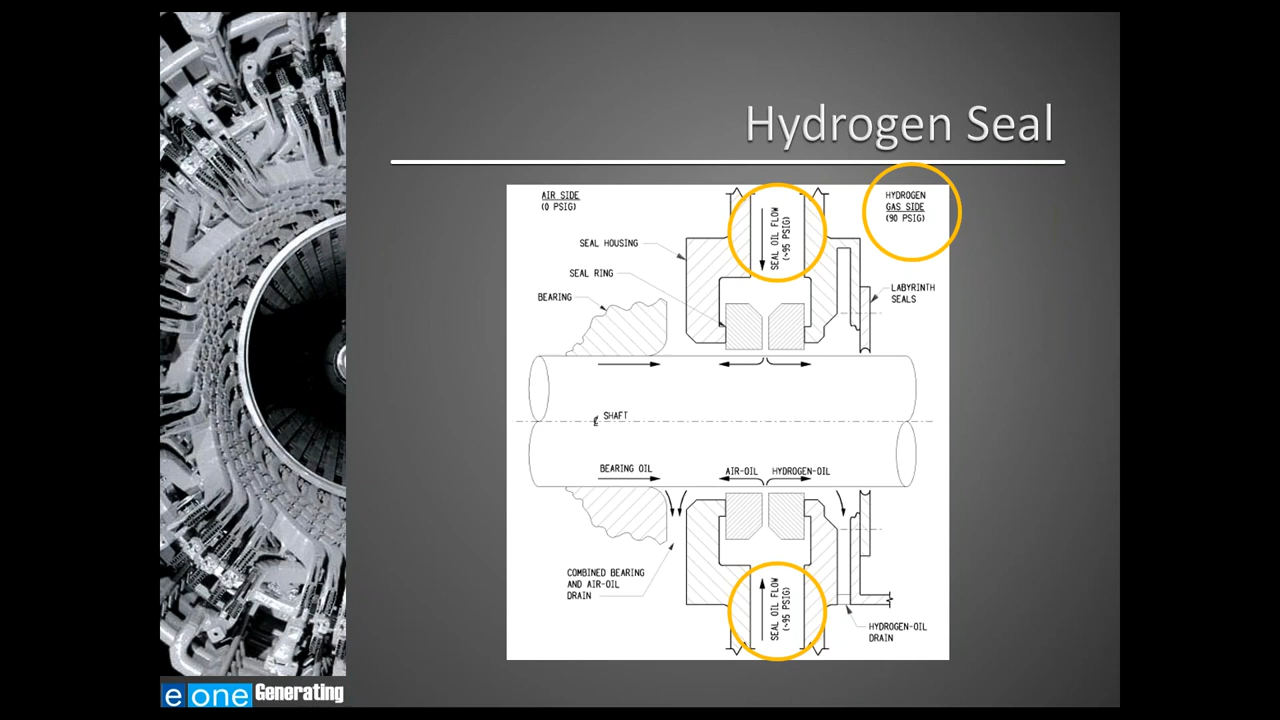 Hydrogen Seal
AIR SIDE
(0 PSIG)
HYDROGEN
GAS SIDE
(90 PSIG)
SEAL OIL FLOW
(~95 PSIG)
SEAL HOUSING
SEAL RING
BEARING
LABYRINTH
SEALS
SHAFT
BEARING OIL
AIR-OIL
HYDROGEN-OIL
COMBINED BEARING
AND AIR-OIL
DRAIN
SEAL OIL FLOW
(~95 PSIG)
HYDROGEN-OIL
DRAIN
e one Generating